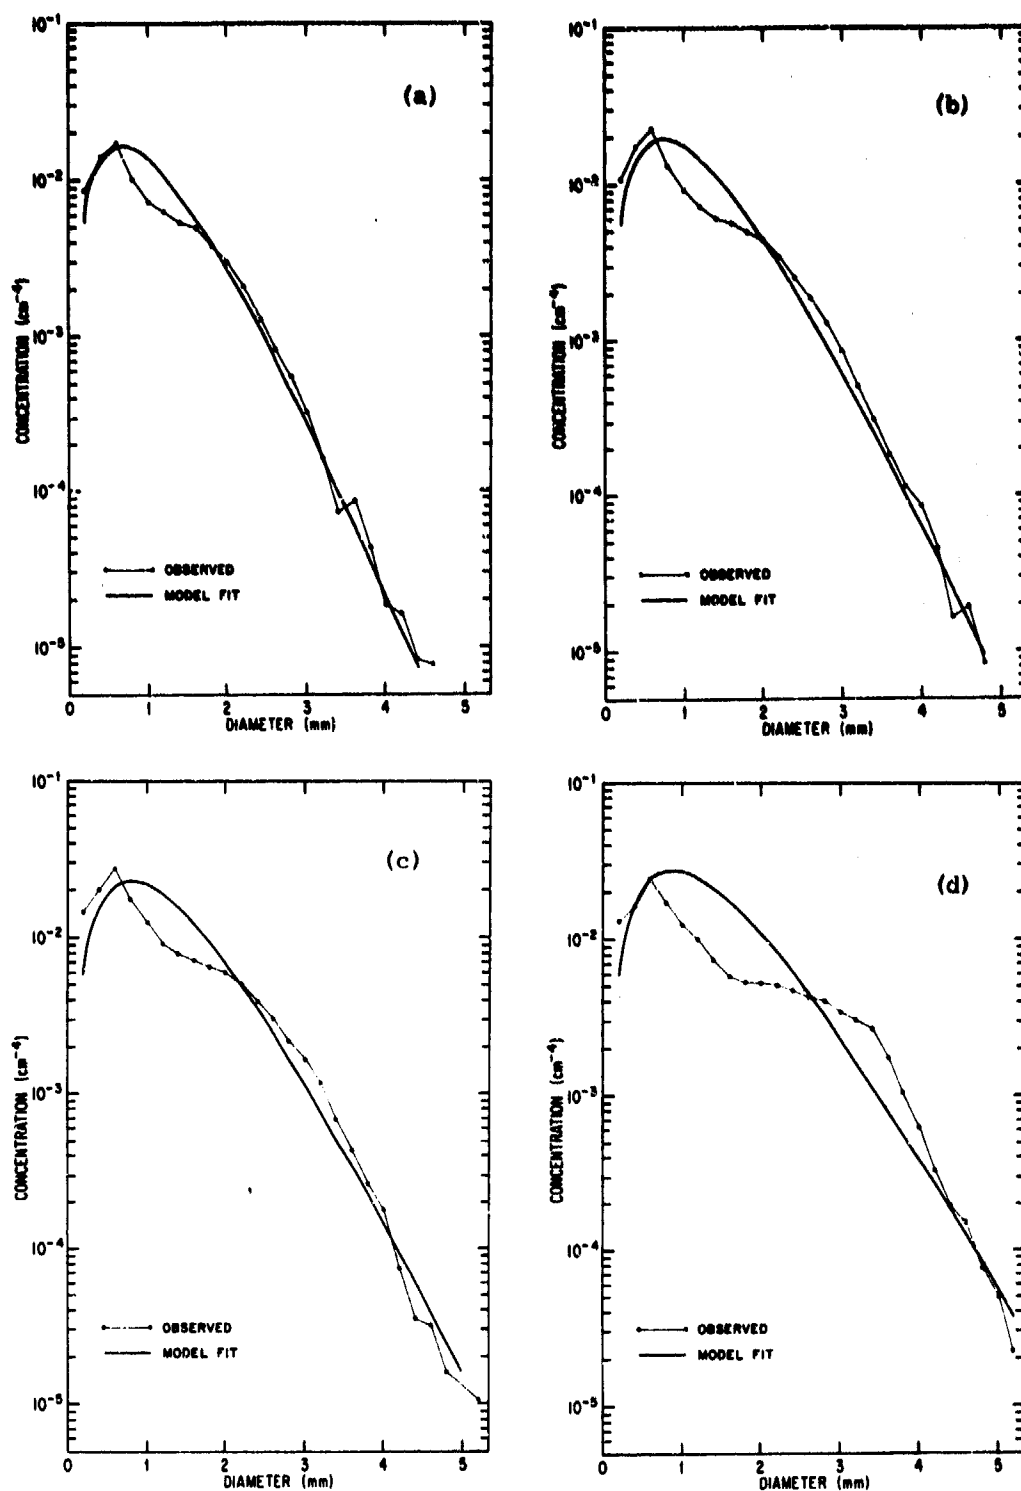 (a)
10⁻¹
10⁻²
10⁻³
10⁻⁴
10⁻⁵
CONCENTRATION (cm⁻⁴)
OBSERVED
MODEL FIT
0 1 2 3 4 5
DIAMETER (mm)
(b)
10⁻¹
10⁻²
10⁻³
10⁻⁴
10⁻⁵
CONCENTRATION (cm⁻⁴)
OBSERVED
MODEL FIT
0 1 2 3 4 5
DIAMETER (mm)
(c)
10⁻¹
10⁻²
10⁻³
10⁻⁴
10⁻⁵
CONCENTRATION (cm⁻⁴)
OBSERVED
MODEL FIT
0 1 2 3 4 5
DIAMETER (mm)
(d)
10⁻¹
10⁻²
10⁻³
10⁻⁴
10⁻⁵
CONCENTRATION (cm⁻⁴)
OBSERVED
MODEL FIT
0 1 2 3 4 5
DIAMETER (mm)